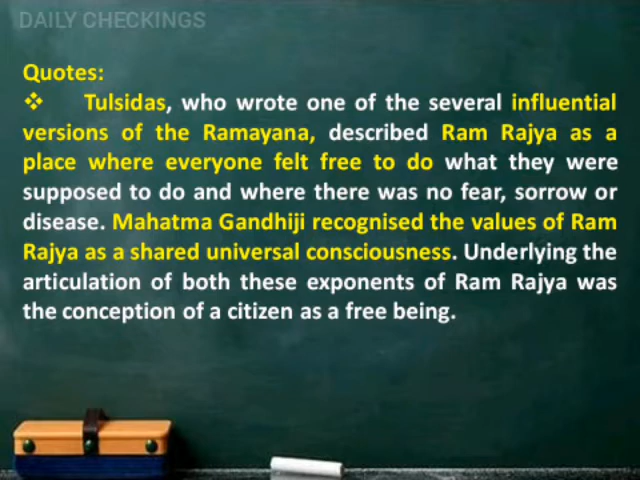 DAILY CHECKINGS
Quotes:
❖ Tulsidas, who wrote one of the several influential
versions of the Ramayana, described Ram Rajya as a
place where everyone felt free to do what they were
supposed to do and where there was no fear, sorrow or
disease. Mahatma Gandhiji recognised the values of Ram
Rajya as a shared universal consciousness. Underlying the
articulation of both these exponents of Ram Rajya was
the conception of a citizen as a free being.